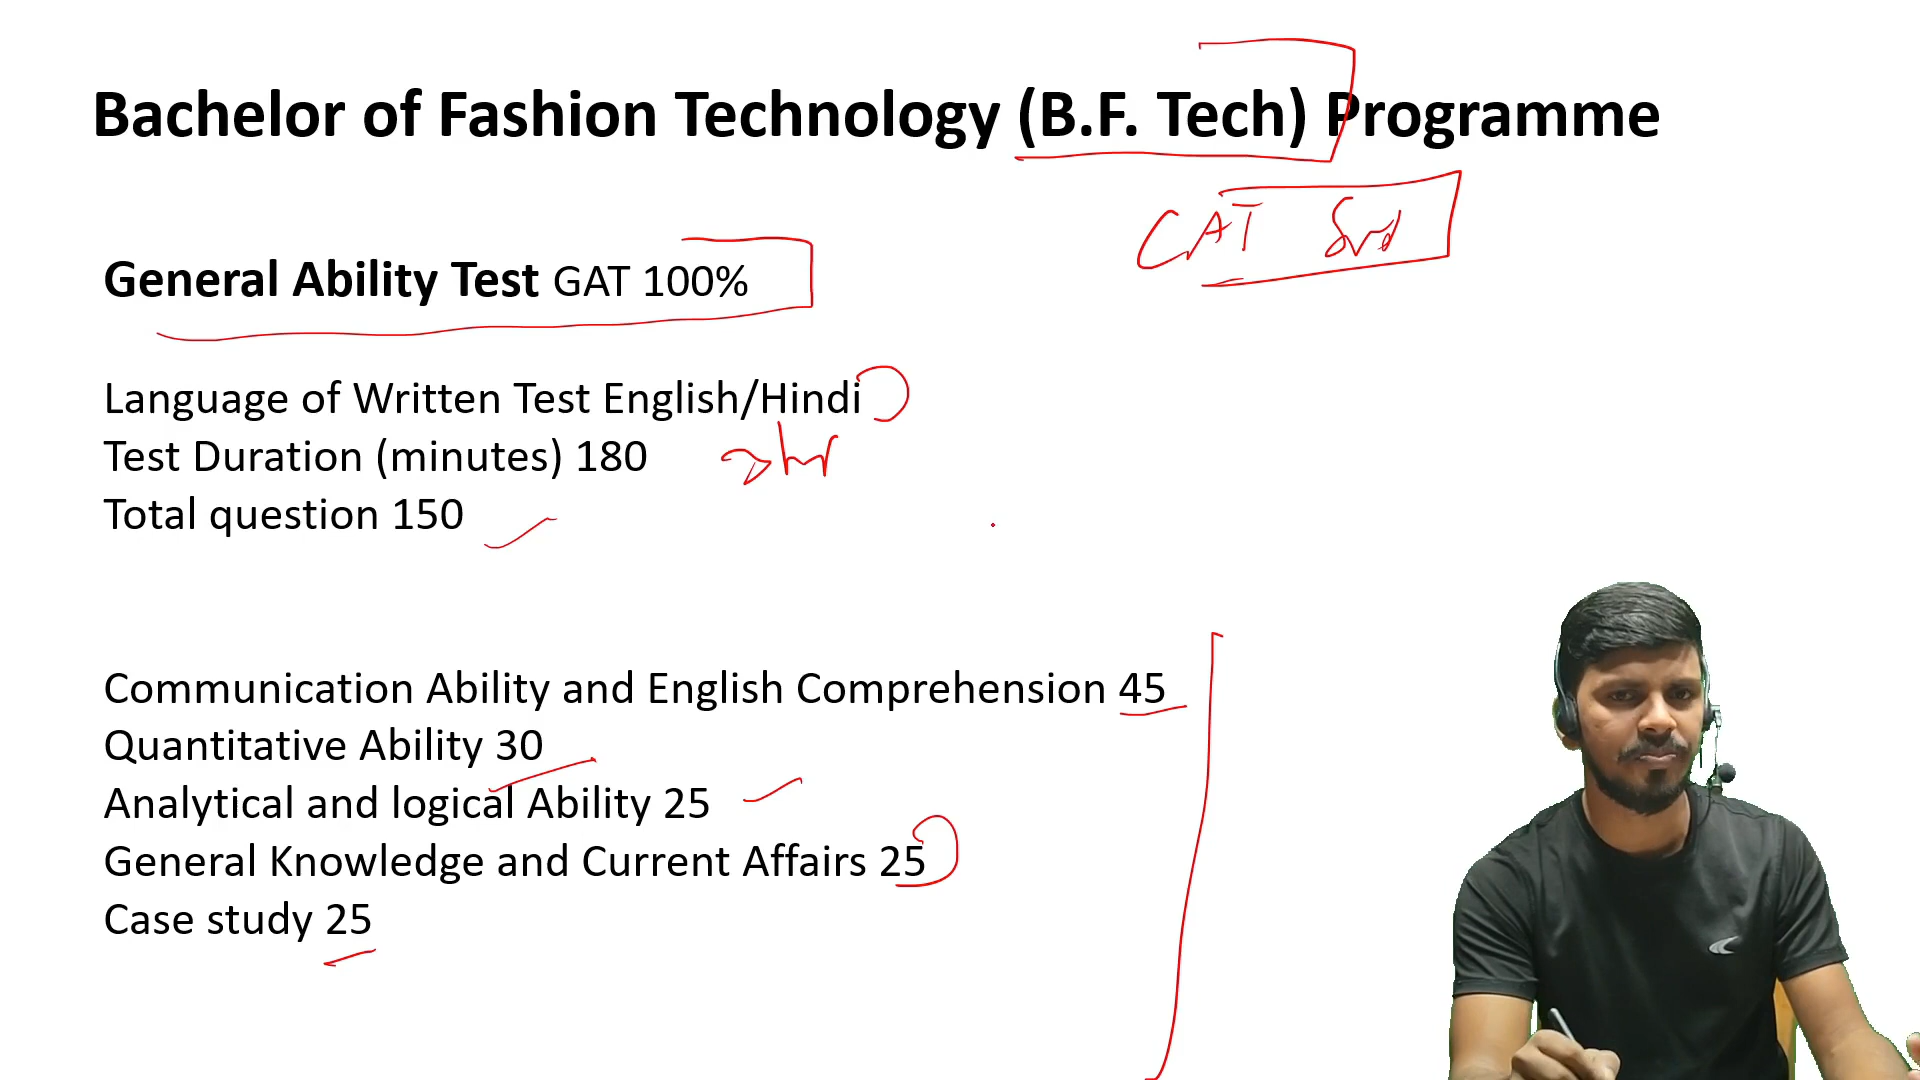 Bachelor of Fashion Technology (B.F. Tech) Programme
CAT
General Ability Test GAT 100%
Language of Written Test English/Hindi
Test Duration (minutes) 180 hr
Total question 150
Communication Ability and English Comprehension 45
Quantitative Ability 30
Analytical and logical Ability 25
General Knowledge and Current Affairs 25
Case study 25